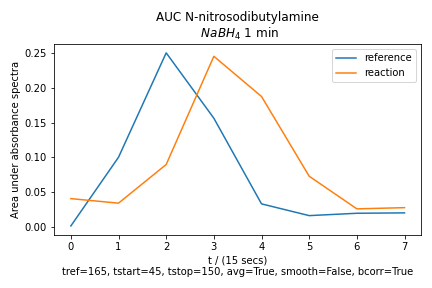 AUC N-nitrosodibutylamine
NaBH₄ 1 min
reference
reaction
Area under absorbance spectra
0.25
0.20
0.15
0.10
0.05
0.00
0 1 2 3 4 5 6 7
t / (15 secs)
tref=165, tstart=45, tstop=150, avg=True, smooth=False, bcorr=True